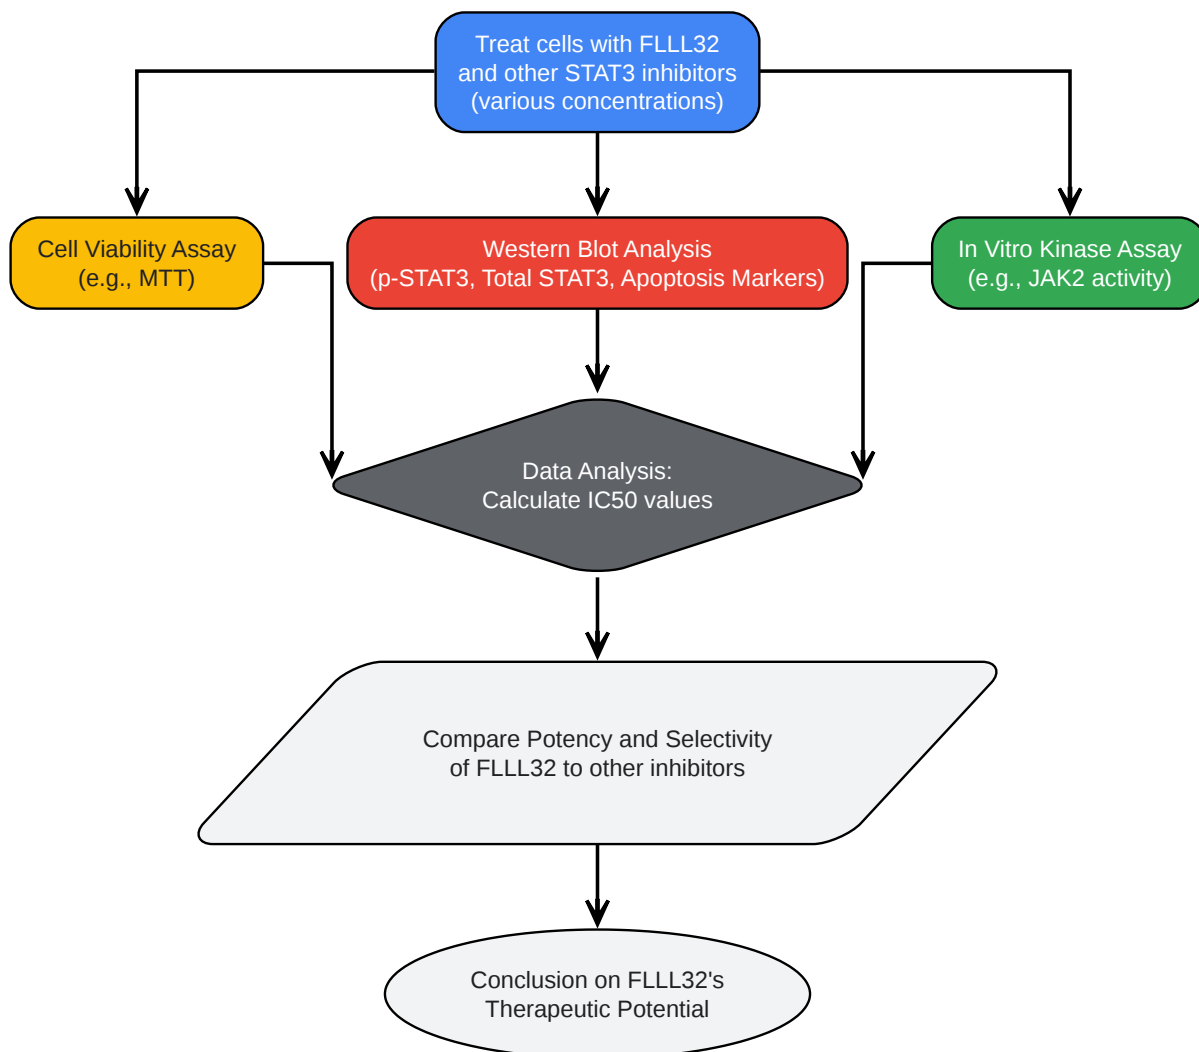 Treat cells with FLLL32
and other STAT3 inhibitors
(various concentrations)
Cell Viability Assay
(e.g., MTT)
Western Blot Analysis
(p-STAT3, Total STAT3, Apoptosis Markers)
In Vitro Kinase Assay
(e.g., JAK2 activity)
Data Analysis:
Calculate IC50 values
Compare Potency and Selectivity
of FLLL32 to other inhibitors
Conclusion on FLLL32's
Therapeutic Potential